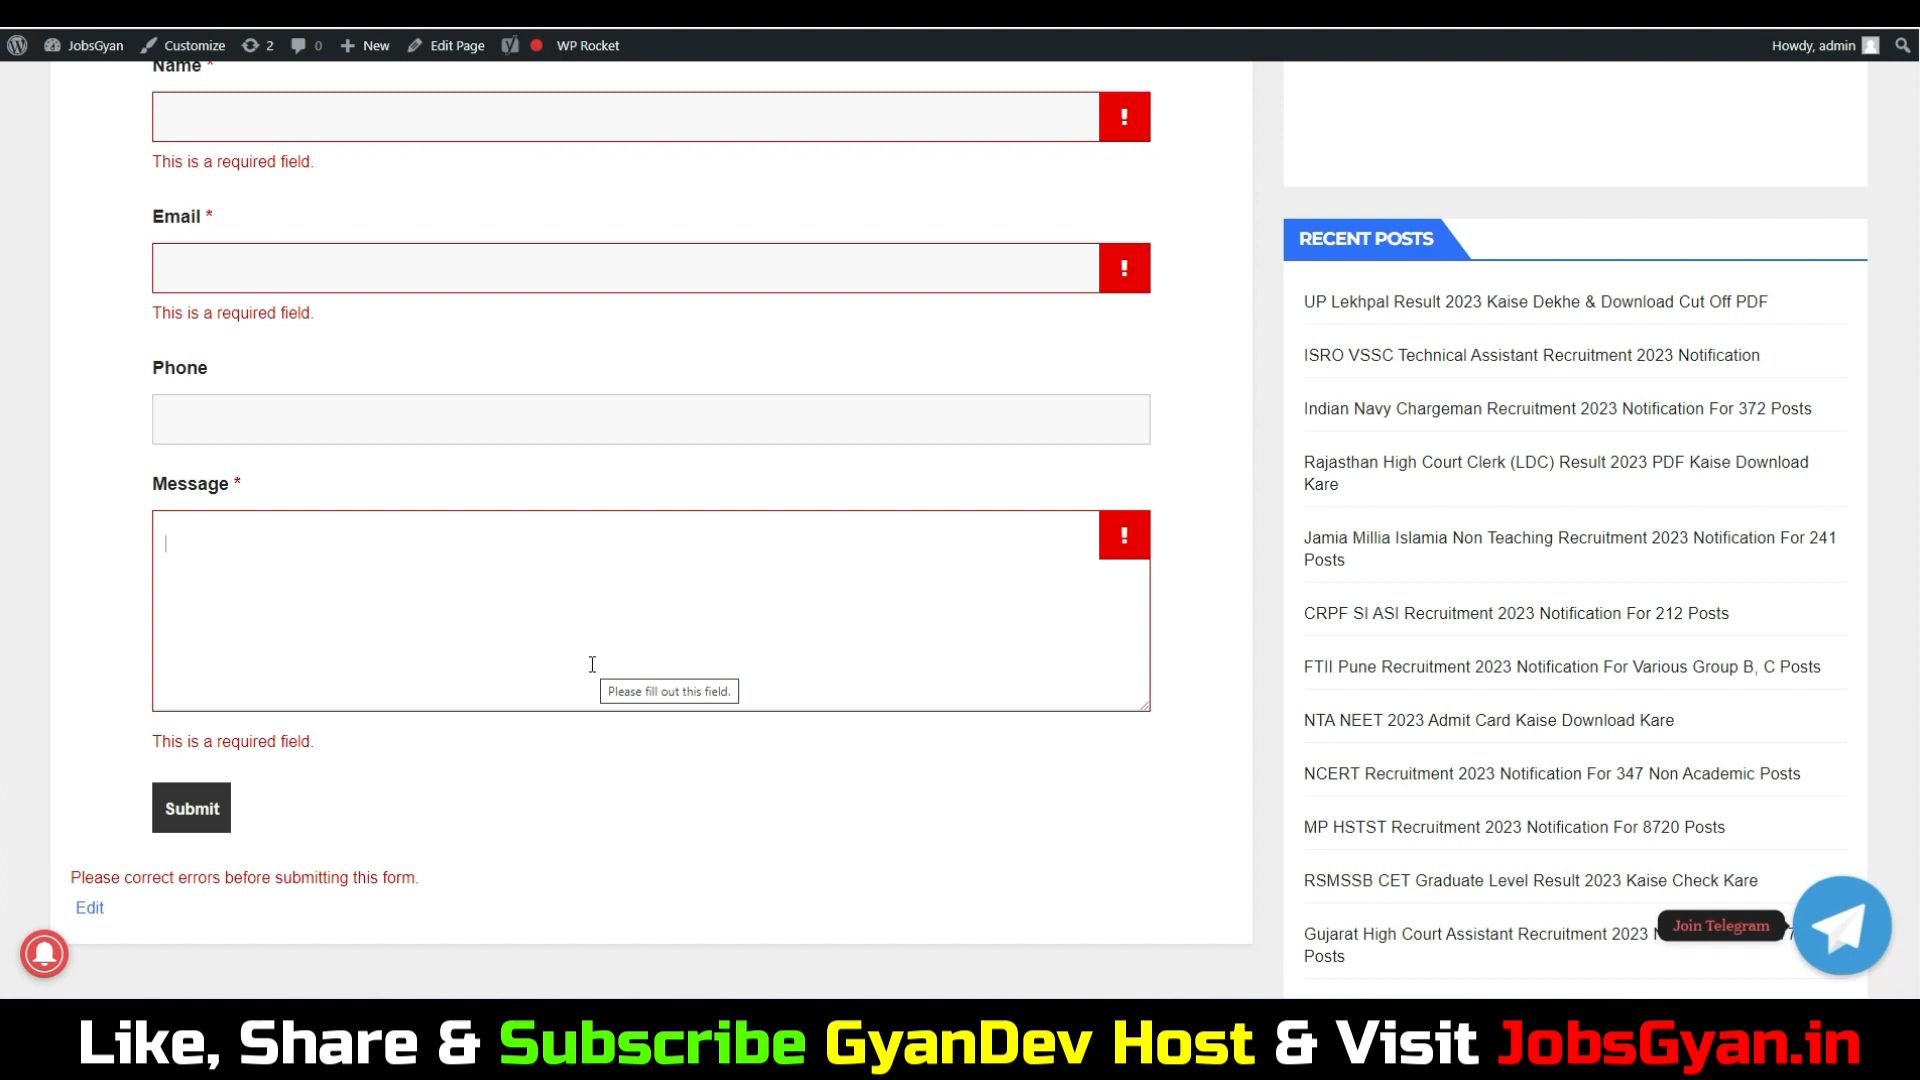 JobsGyan Customize 2 0 New Edit Page WP Rocket Howdy, admin
Name *
This is a required field.
Email *
This is a required field.
Phone
Message *
Please fill out this field.
This is a required field.
Submit
Please correct errors before submitting this form.
Edit
RECENT POSTS
UP Lekhpal Result 2023 Kaise Dekhe & Download Cut Off PDF
ISRO VSSC Technical Assistant Recruitment 2023 Notification
Indian Navy Chargeman Recruitment 2023 Notification For 372 Posts
Rajasthan High Court Clerk (LDC) Result 2023 PDF Kaise Download
Kare
Jamia Millia Islamia Non Teaching Recruitment 2023 Notification For 241
Posts
CRPF SI ASI Recruitment 2023 Notification For 212 Posts
FTII Pune Recruitment 2023 Notification For Various Group B, C Posts
NTA NEET 2023 Admit Card Kaise Download Kare
NCERT Recruitment 2023 Notification For 347 Non Academic Posts
MP HSTST Recruitment 2023 Notification For 8720 Posts
RSMSSB CET Graduate Level Result 2023 Kaise Check Kare
Gujarat High Court Assistant Recruitment 2023
Posts
Join Telegram
Like, Share & Subscribe GyanDev Host & Visit JobsGyan.in